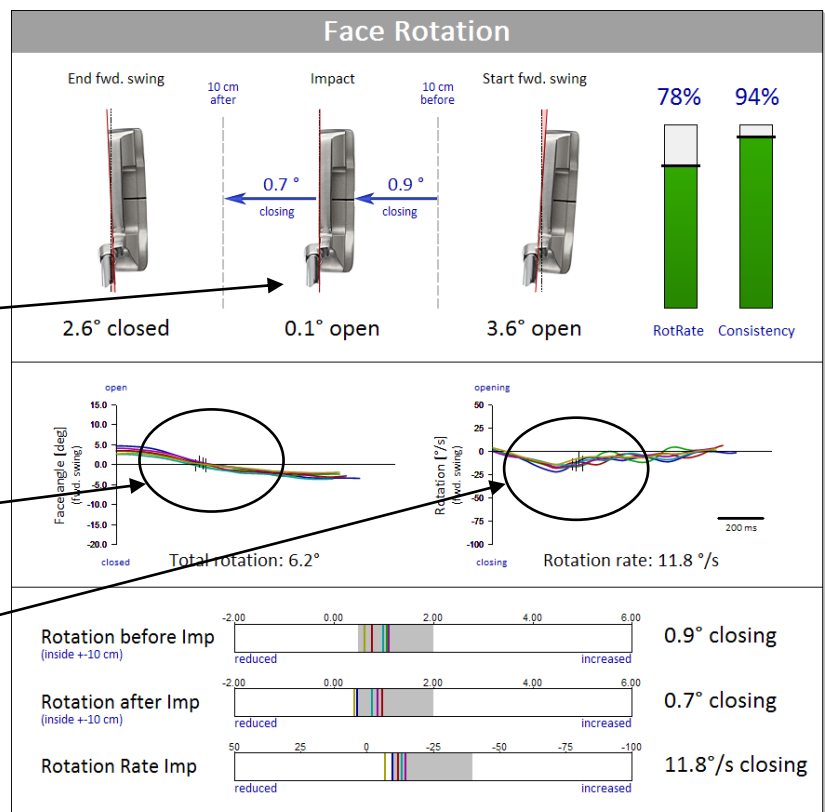 Face Rotation
End fwd. swing
10 cm
after
Impact
10 cm
before
Start fwd. swing
78%
94%
0.7 °
closing
0.9 °
closing
2.6° closed
0.1° open
3.6° open
RotRate
Consistency
open
15.0
10.0
5.0
0.0
-5.0
-10.0
-15.0
-20.0
closed
Face angle [deg]
(fwd. swing)
Total rotation: 6.2°
opening
50
25
0
-25
-50
-75
-100
closing
Rotation [°/s]
(fwd. swing)
200 ms
Rotation rate: 11.8 °/s
Rotation before Imp
(inside +-10 cm)
-2.00 0.00 2.00 4.00 6.00
reduced increased
0.9° closing
Rotation after Imp
(inside +-10 cm)
-2.00 0.00 2.00 4.00 6.00
reduced increased
0.7° closing
Rotation Rate Imp
50 25 0 -25 -50 -75 -100
reduced increased
11.8°/s closing